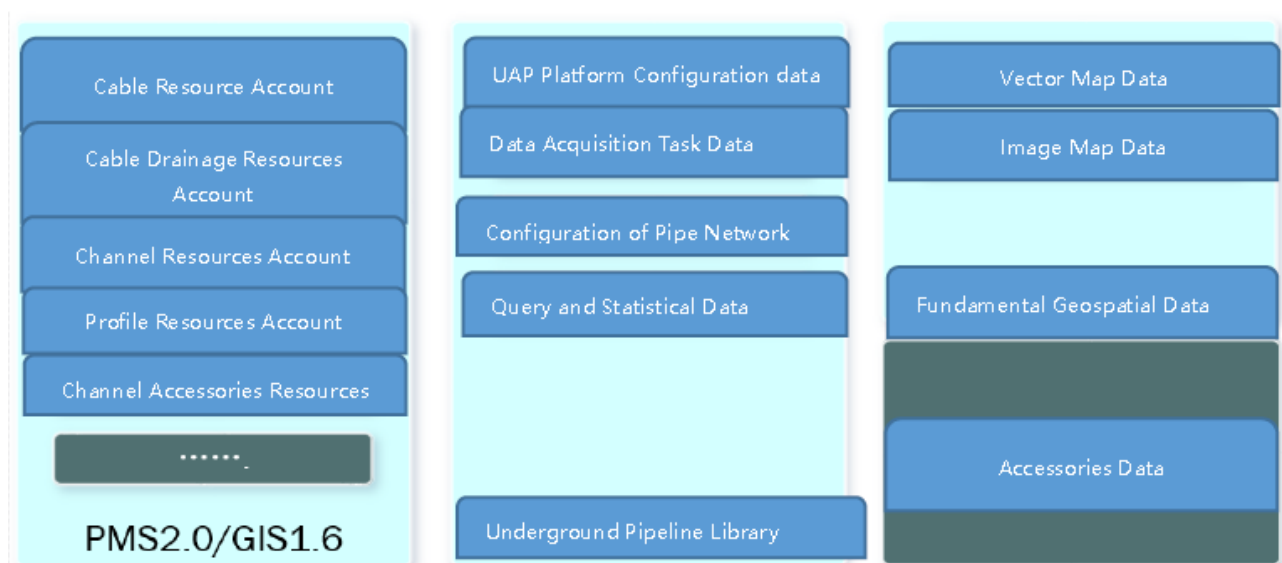 Cable Resource Account
Cable Drainage Resources
Account
Channel Resources Account
Profile Resources Account
Channel Accessories Resources
......
PMS2.0/GIS1.6
UAP Platform Configuration data
Data Acquisition Task Data
Configuration of Pipe Network
Query and Statistical Data
Underground Pipeline Library
Vector Map Data
Image Map Data
Fundamental Geospatial Data
Accessories Data